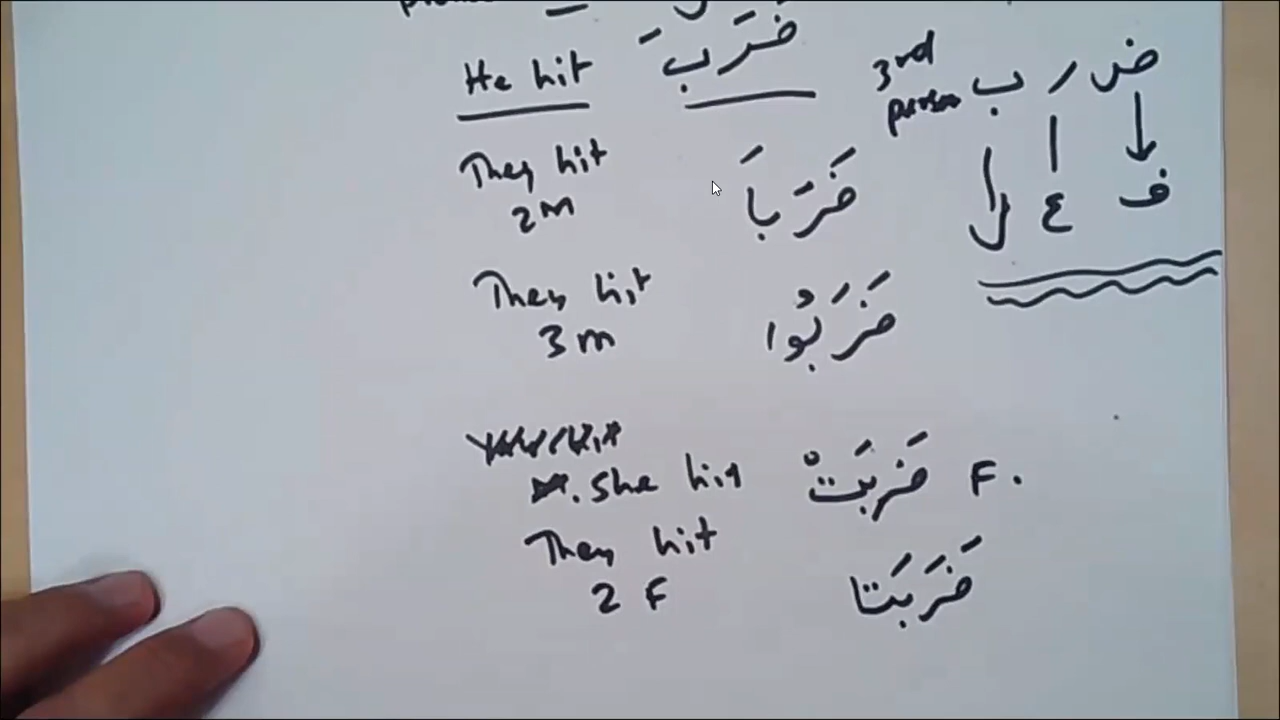 He hit ضَرَبَ
3rd person
ض ر ب
ف ع ل
They hit ضَرَبَا
2M
They hit ضَرَبُوا
3M
She hit ضَرَبَتْ F.
They hit ضَرَبَتَا
2 F